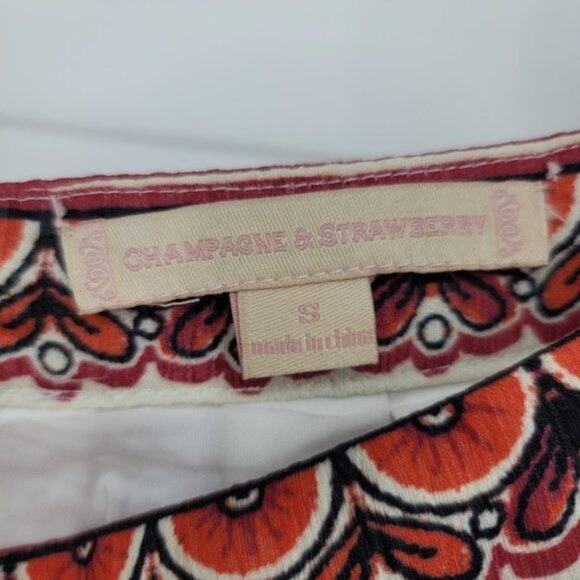 CHAMPAGNE & STRAWBERRY
S
made in china